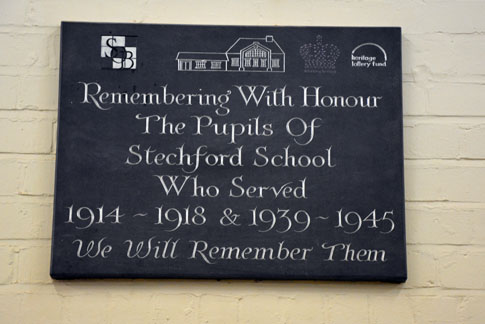 SCB
heritage
lottery fund
Remembering With Honour
The Pupils Of
Stechford School
Who Served
1914 ~ 1918 & 1939 ~ 1945
We Will Remember Them